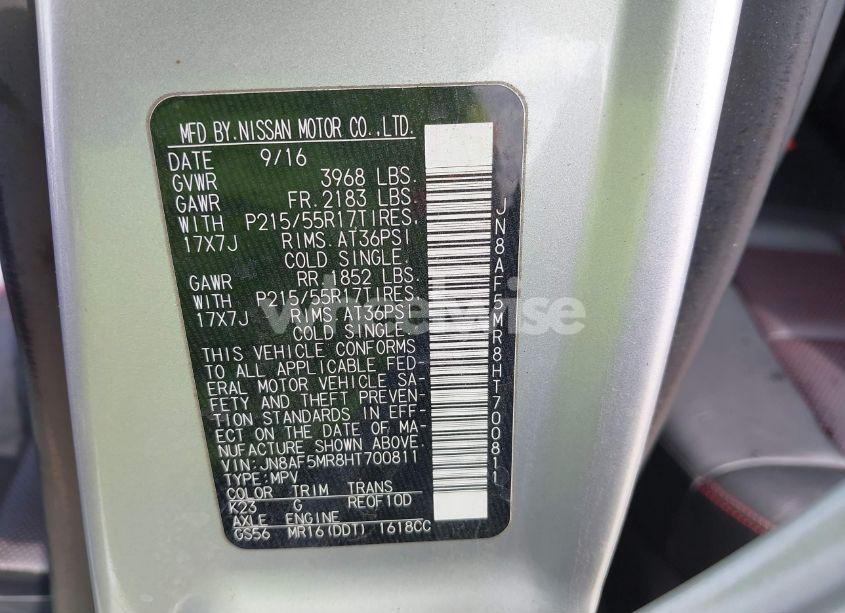 MFD BY.NISSAN MOTOR CO.,LTD.
DATE 9/16
GVWR 3968 LBS.
GAWR FR.2183 LBS
WITH P215/55R17TIRES.
17X7J RIMS.AT36PSI
COLD SINGLE.
GAWR RR.1852 LBS.
WITH P215/55R17TIRES
17X7J RIMS AT36PSI
COLD SINGLE.
THIS VEHICLE CONFORMS
TO ALL APPLICABLE FED-
ERAL MOTOR VEHICLE SA-
FETY AND THEFT PREVEN-
TION STANDARDS IN EFF-
ECT ON THE DATE OF MA-
NUFACTURE SHOWN ABOVE.
VIN:JN8AF5MR8HT700811
TYPE:MPV
COLOR TRIM TRANS
K23 G REOF10D
AXLE ENGINE
GS56 MR16(DDT) 1618CC
JN8AF5MR8HT700811
wheelwise